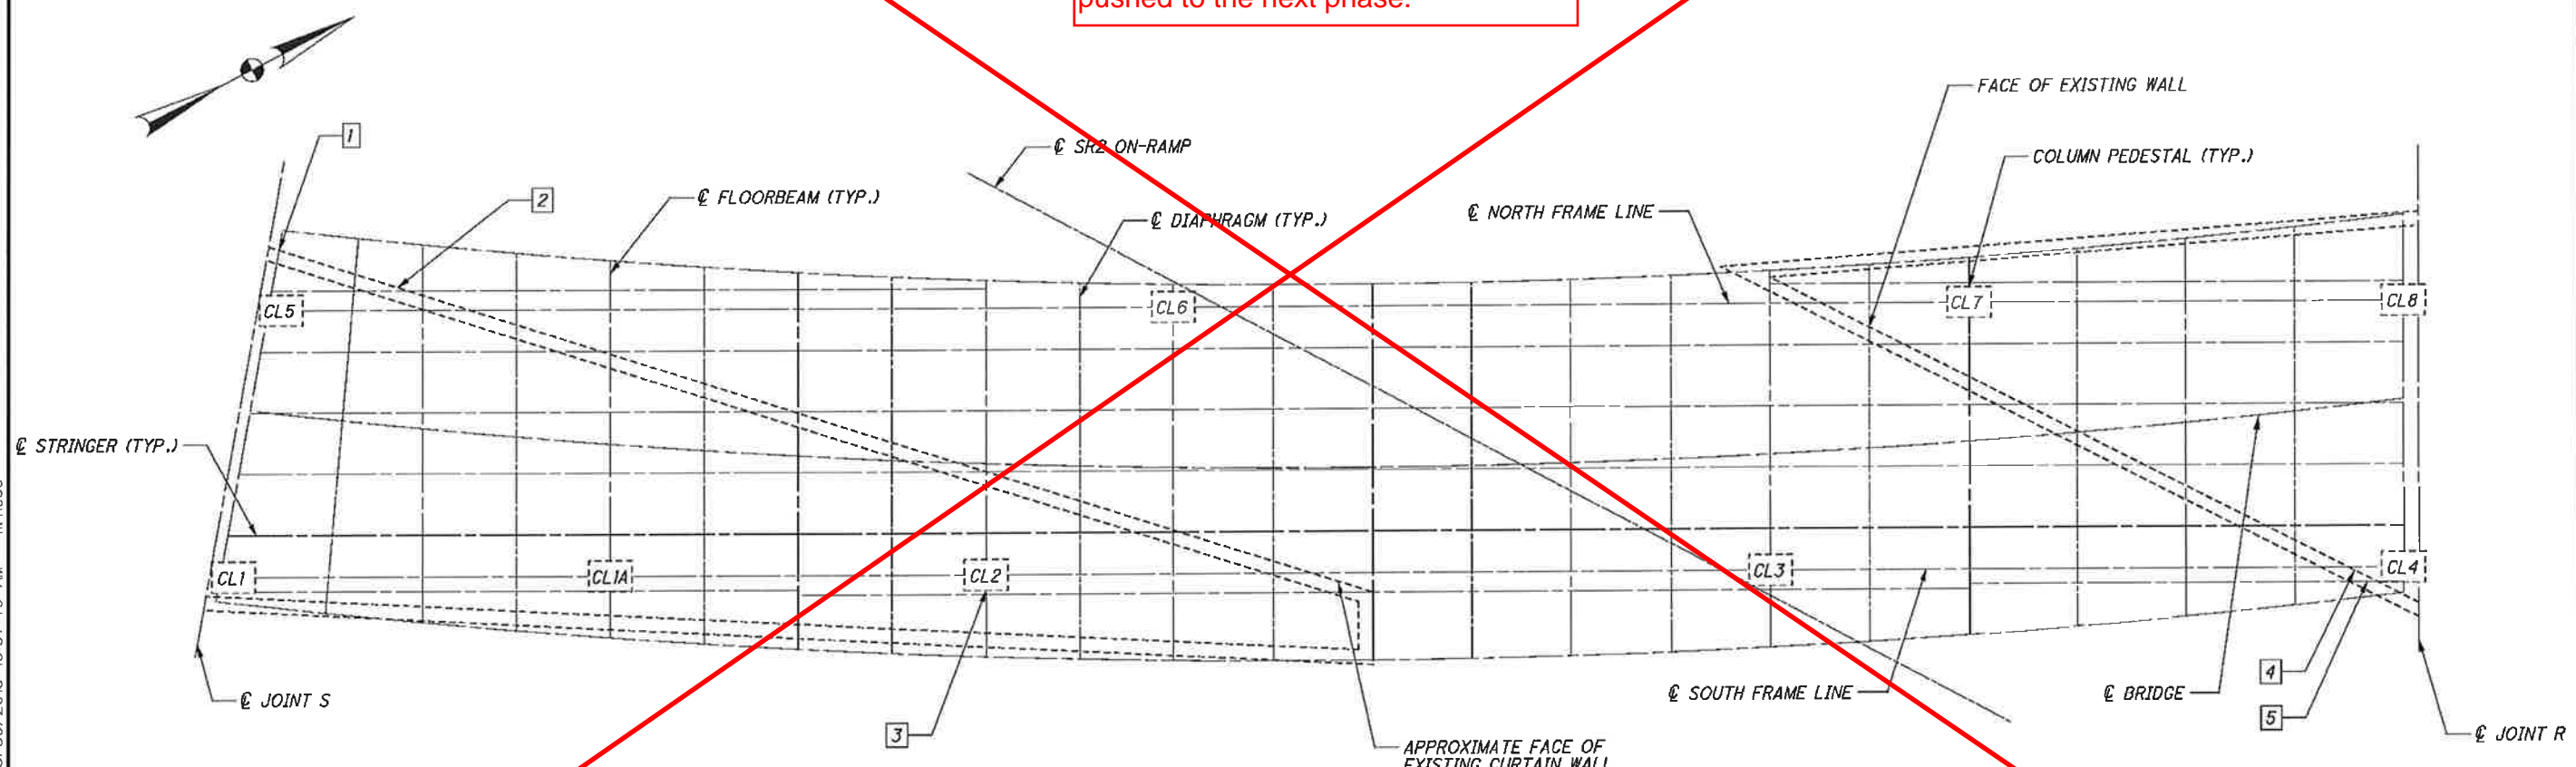 pushed to the next phase.
FACE OF EXISTING WALL
1
℄ SR2 ON-RAMP
COLUMN PEDESTAL (TYP.)
2
℄ FLOORBEAM (TYP.)
℄ DIAPHRAGM (TYP.)
℄ NORTH FRAME LINE
CL5
CL6
CL7
CL8
℄ STRINGER (TYP.)
CL1
CL1A
CL2
CL3
CL4
4
℄ JOINT S
℄ SOUTH FRAME LINE
℄ BRIDGE
5
3
℄ JOINT R
APPROXIMATE FACE OF
EXISTING CURTAIN WALL